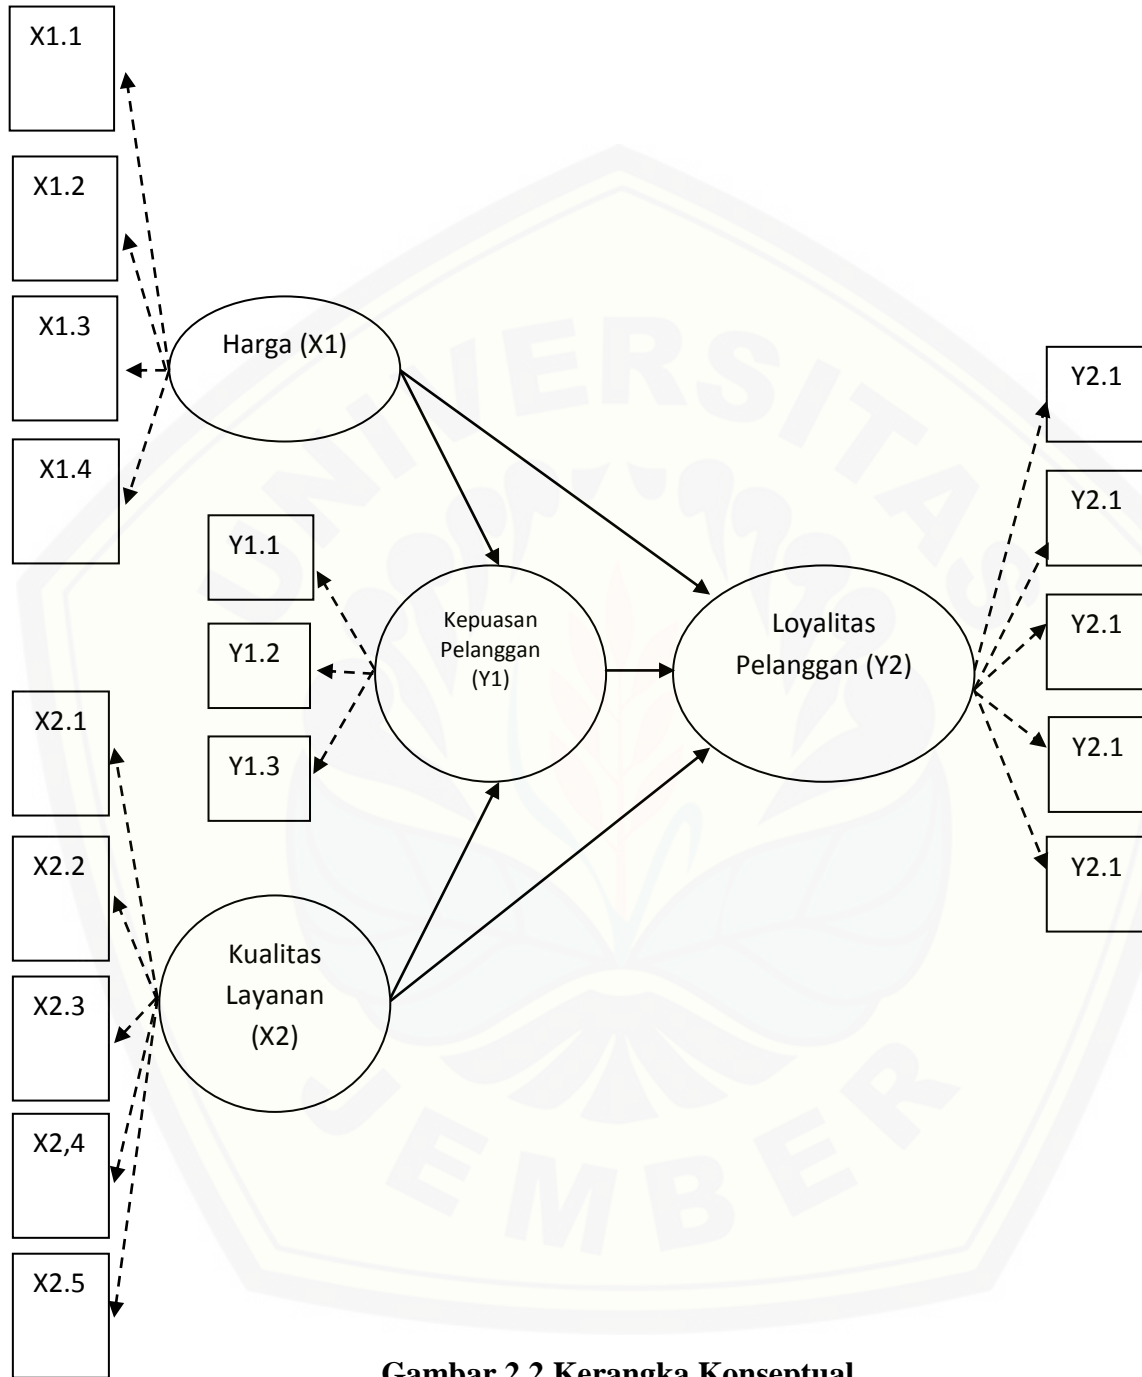 X1.1
X1.2
X1.3
X1.4
Harga (X1)
Y1.1
Y1.2
Y1.3
Kepuasan
Pelanggan
(Y1)
Loyalitas
Pelanggan (Y2)
Y2.1
Y2.1
Y2.1
Y2.1
Y2.1
X2.1
X2.2
X2.3
X2,4
X2.5
Kualitas
Layanan
(X2)
UNIVERSITAS
JEMBER
Gambar 2.2 Kerangka Konseptual